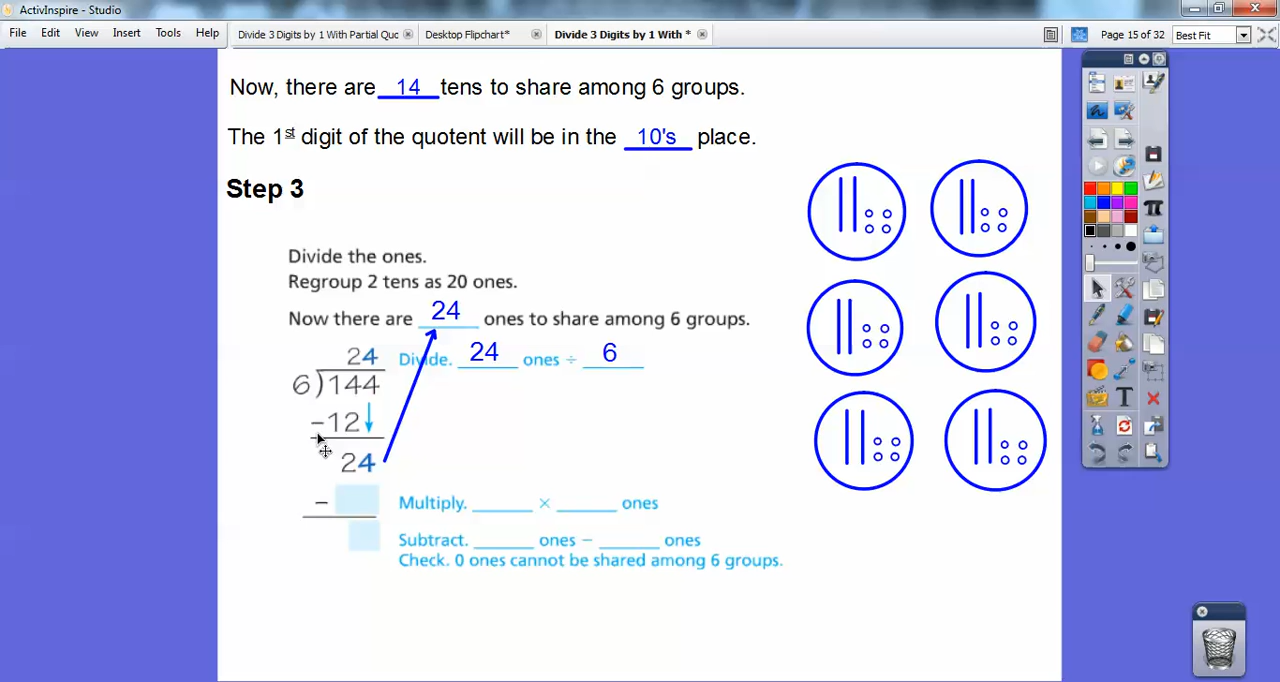 ActivInspire - Studio
File Edit View Insert Tools Help
Divide 3 Digits by 1 With Partial Quc
Desktop Flipchart*
Divide 3 Digits by 1 With *
Page 15 of 32
Best Fit
Now, there are 14 tens to share among 6 groups.
The 1st digit of the quotent will be in the 10's place.
Step 3
Divide the ones.
Regroup 2 tens as 20 ones.
Now there are 24 ones to share among 6 groups.
24
Divide. 24 ones ÷ 6
6)144
-12
24
-
Multiply. ______ × ______ ones
Subtract. ______ ones − ______ ones
Check. 0 ones cannot be shared among 6 groups.